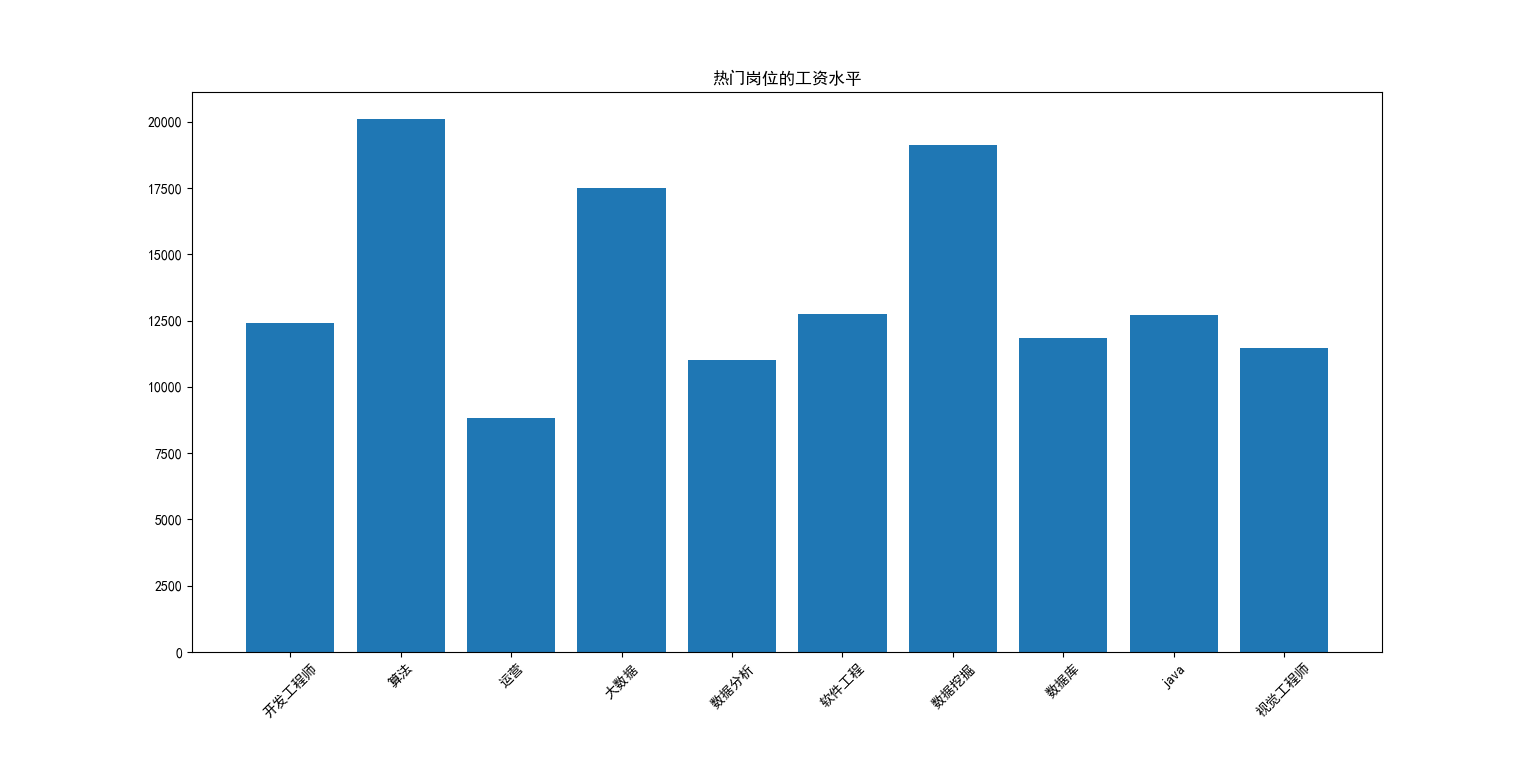 热门岗位的工资水平
20000
17500
15000
12500
10000
7500
5000
2500
0
开发工程师
算法
运营
大数据
数据分析
软件工程
数据挖掘
数据库
java
视觉工程师